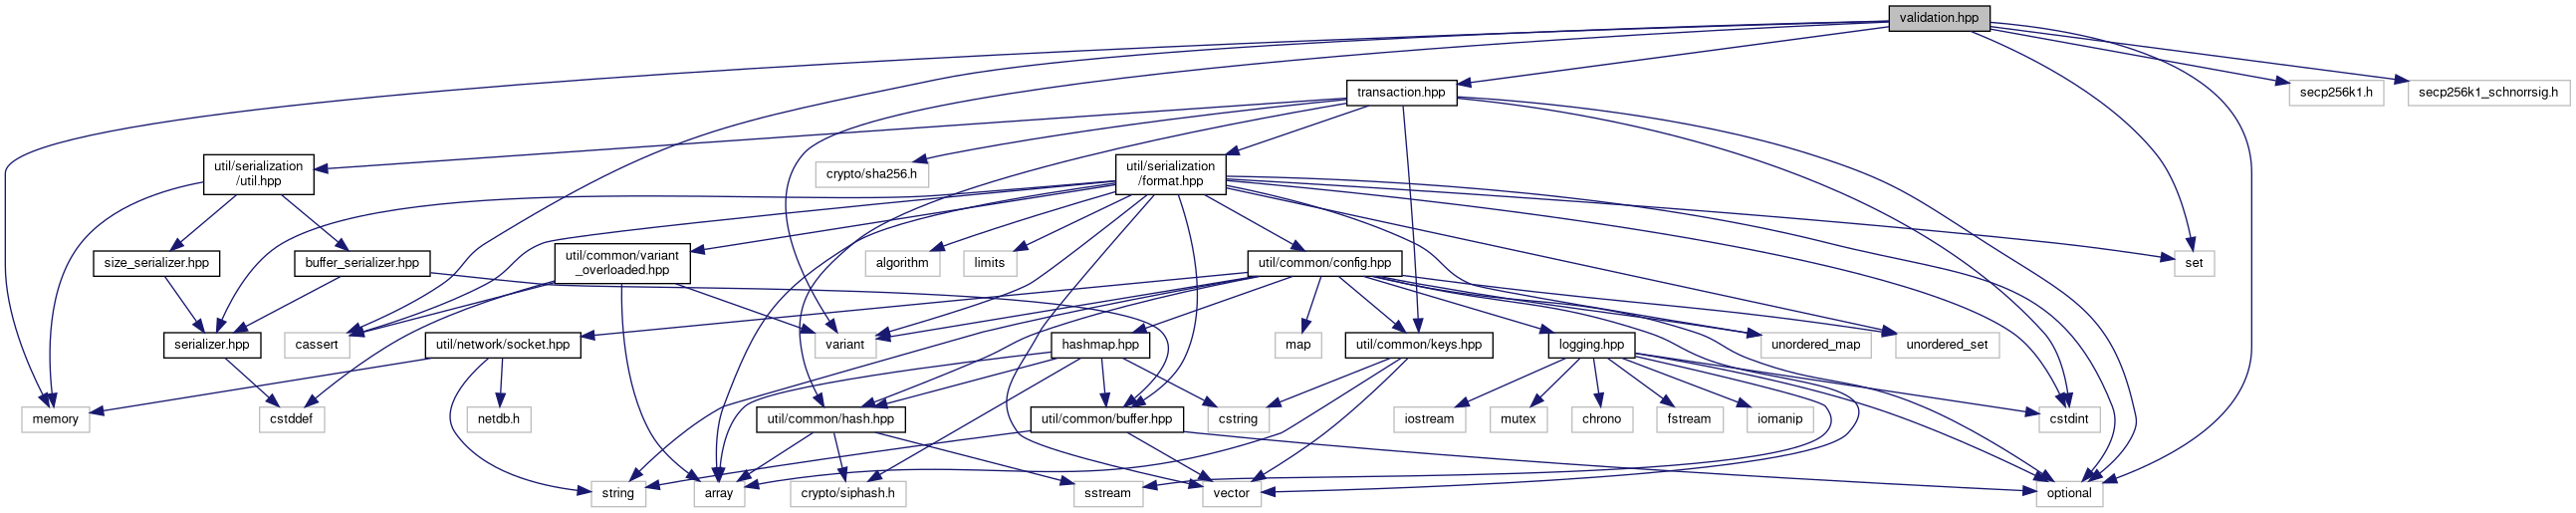 validation.hpp
transaction.hpp
secp256k1.h
secp256k1_schnorrsig.h
util/serialization
/util.hpp
crypto/sha256.h
util/serialization
/format.hpp
size_serializer.hpp
buffer_serializer.hpp
util/common/variant
_overloaded.hpp
algorithm
limits
util/common/config.hpp
set
serializer.hpp
cassert
util/network/socket.hpp
variant
hashmap.hpp
map
util/common/keys.hpp
logging.hpp
unordered_map
unordered_set
memory
cstddef
netdb.h
util/common/hash.hpp
util/common/buffer.hpp
cstring
iostream
mutex
chrono
fstream
iomanip
cstdint
string
array
crypto/siphash.h
sstream
vector
optional